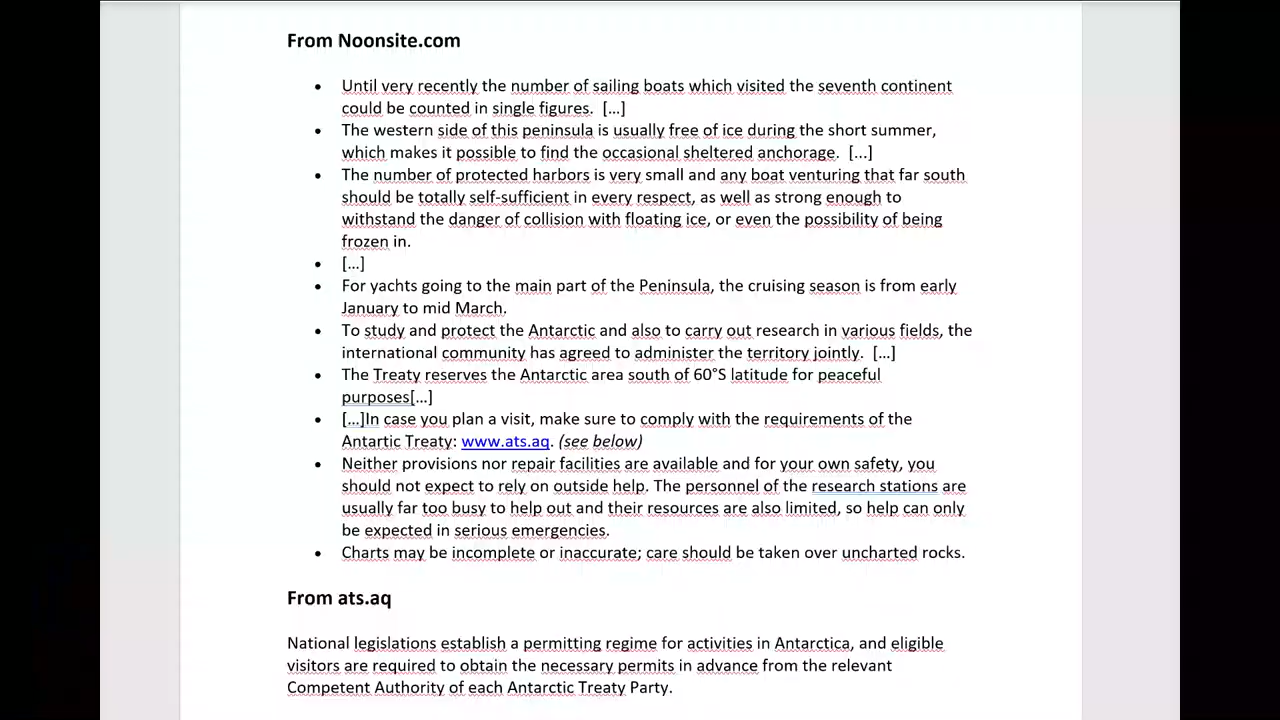 From Noonsite.com
• Until very recently the number of sailing boats which visited the seventh continent
could be counted in single figures. [...]
• The western side of this peninsula is usually free of ice during the short summer,
which makes it possible to find the occasional sheltered anchorage. [...]
• The number of protected harbors is very small and any boat venturing that far south
should be totally self-sufficient in every respect, as well as strong enough to
withstand the danger of collision with floating ice, or even the possibility of being
frozen in.
• [...]
• For yachts going to the main part of the Peninsula, the cruising season is from early
January to mid March.
• To study and protect the Antarctic and also to carry out research in various fields, the
international community has agreed to administer the territory jointly. [...]
• The Treaty reserves the Antarctic area south of 60°S latitude for peaceful
purposes[...]
• [...]In case you plan a visit, make sure to comply with the requirements of the
Antartic Treaty: www.ats.aq. (see below)
• Neither provisions nor repair facilities are available and for your own safety, you
should not expect to rely on outside help. The personnel of the research stations are
usually far too busy to help out and their resources are also limited, so help can only
be expected in serious emergencies.
• Charts may be incomplete or inaccurate; care should be taken over uncharted rocks.
From ats.aq
National legislations establish a permitting regime for activities in Antarctica, and eligible
visitors are required to obtain the necessary permits in advance from the relevant
Competent Authority of each Antarctic Treaty Party.